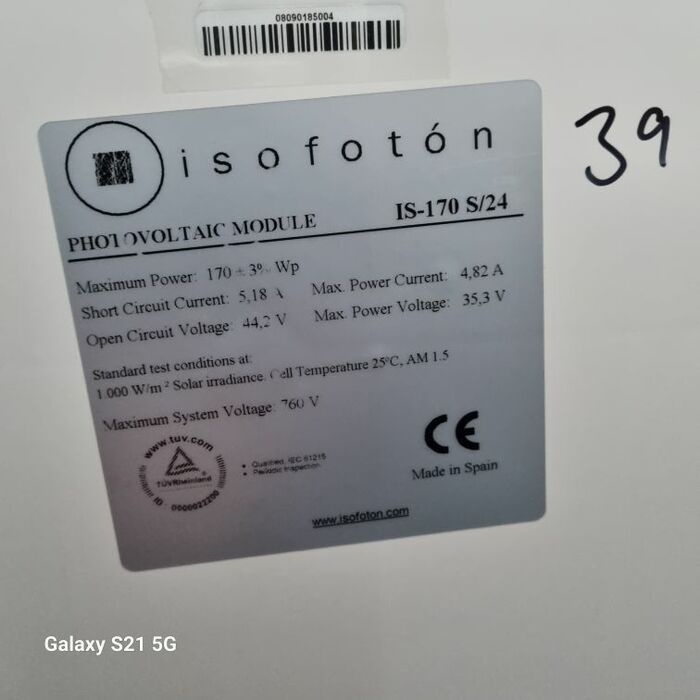 08090185004
isofotón
39
PHOTOVOLTAIC MODULE IS-170 S/24
Maximum Power: 170 ± 3% Wp
Short Circuit Current: 5,18 A Max. Power Current: 4,82 A
Open Circuit Voltage: 44,2 V Max. Power Voltage: 35,3 V
Standard test conditions at:
1.000 W/m² Solar irradiance. Cell Temperature 25ºC, AM 1.5
Maximum System Voltage: 760 V
www.tuv.com
TÜVRheinland
ID: 0000022200
• Qualified, IEC 61215
• Periodic Inspection
CE
Made in Spain
www.isofoton.com
Galaxy S21 5G